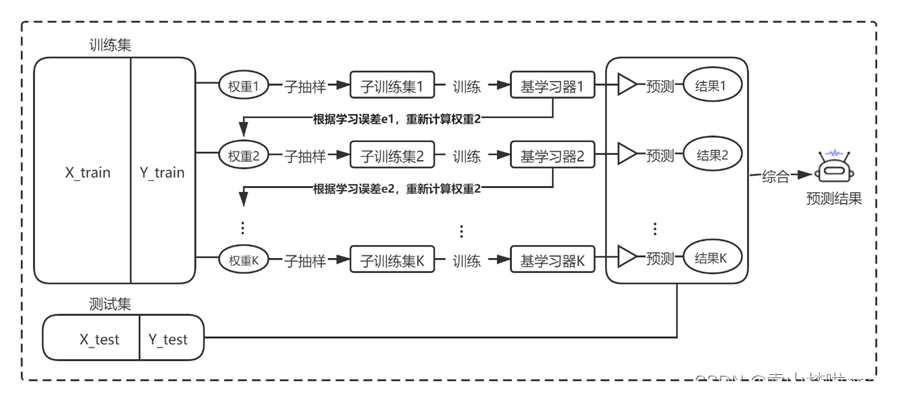 训练集
X_train
Y_train
权重1
子抽样
子训练集1
训练
基学习器1
预测
结果1
根据学习误差e1，重新计算权重2
权重2
子抽样
子训练集2
训练
基学习器2
预测
结果2
根据学习误差e2，重新计算权重2
综合
预测结果
权重K
子抽样
子训练集K
训练
基学习器K
预测
结果K
测试集
X_test
Y_test